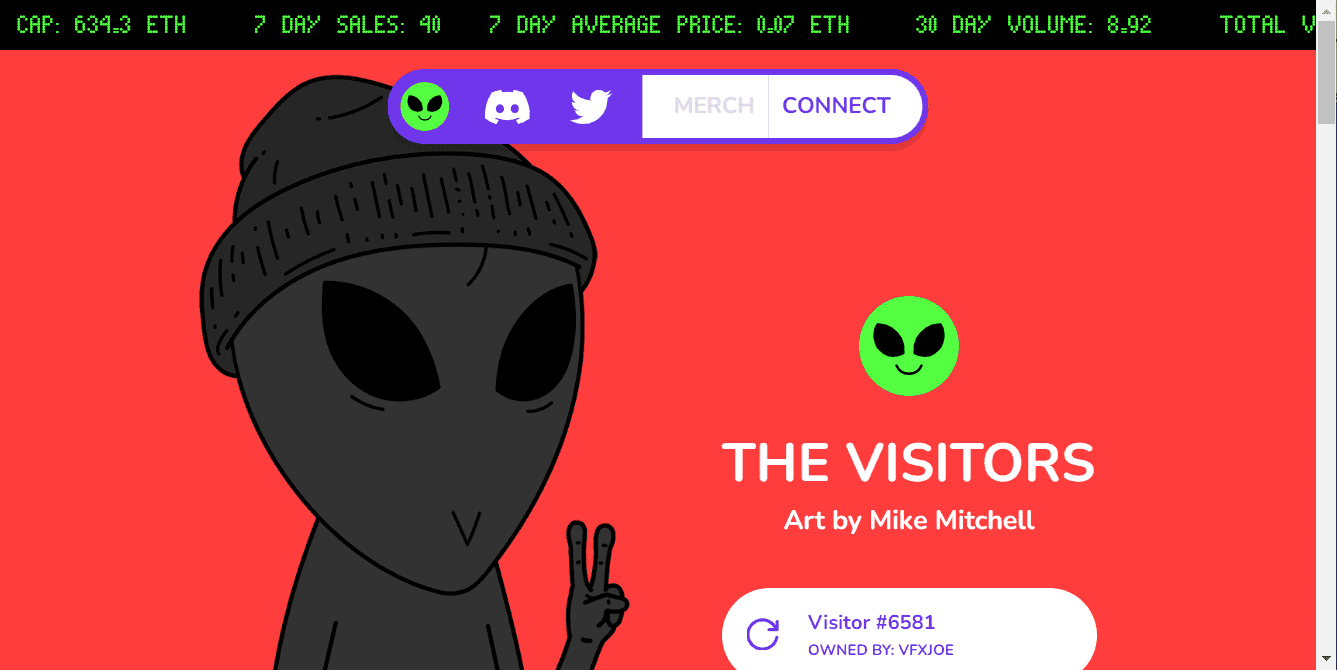 CAP: 634.3 ETH 7 DAY SALES: 40 7 DAY AVERAGE PRICE: 0.07 ETH 30 DAY VOLUME: 8.92 TOTAL V
MERCH CONNECT
THE VISITORS
Art by Mike Mitchell
Visitor #6581
OWNED BY: VFXJOE